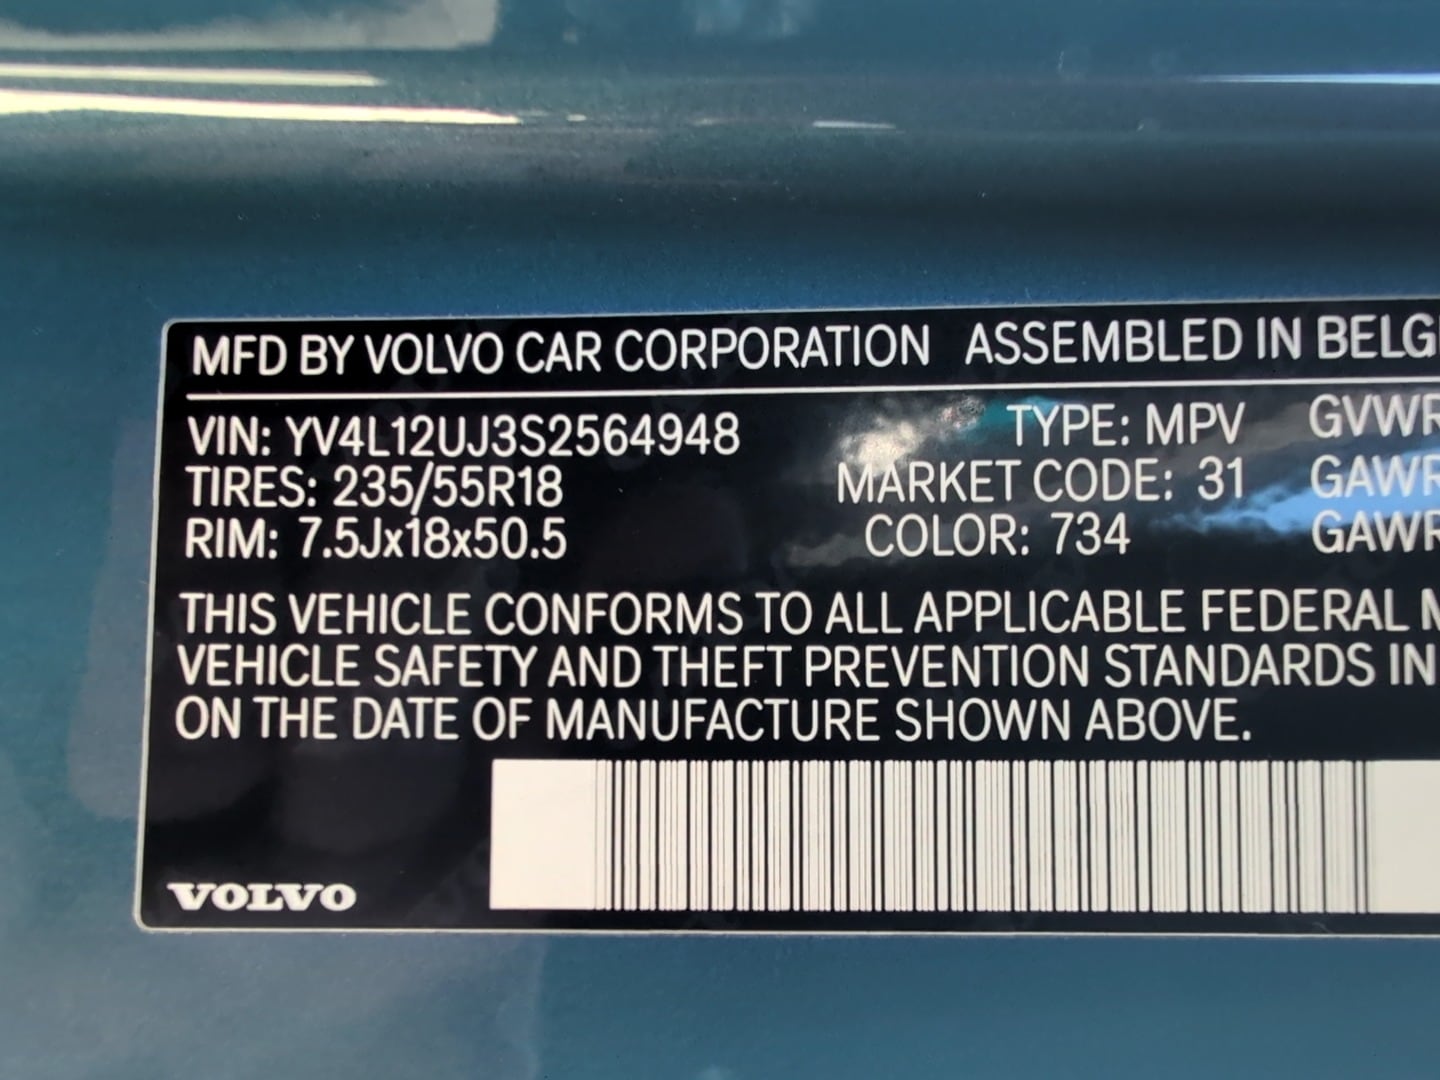 MFD BY VOLVO CAR CORPORATION ASSEMBLED IN BELGI
VIN: YV4L12UJ3S2564948 TYPE: MPV GVWR
TIRES: 235/55R18 MARKET CODE: 31 GAWR
RIM: 7.5Jx18x50.5 COLOR: 734 GAWR
THIS VEHICLE CONFORMS TO ALL APPLICABLE FEDERAL M
VEHICLE SAFETY AND THEFT PREVENTION STANDARDS IN
ON THE DATE OF MANUFACTURE SHOWN ABOVE.
VOLVO